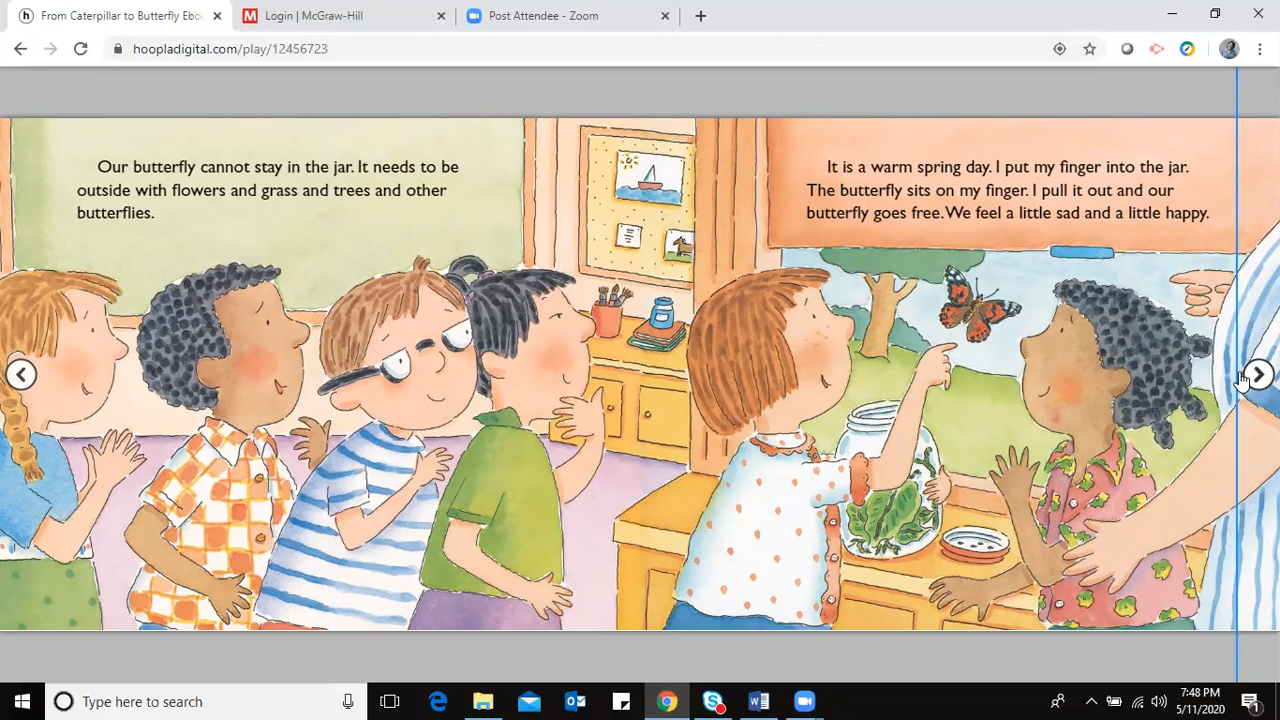 From Caterpillar to Butterfly Ebo
Login | McGraw-Hill
Post Attendee - Zoom
hoopladigital.com/play/12456723
Our butterfly cannot stay in the jar. It needs to be
outside with flowers and grass and trees and other
butterflies.
It is a warm spring day. I put my finger into the jar.
The butterfly sits on my finger. I pull it out and our
butterfly goes free. We feel a little sad and a little happy.
Type here to search
7:48 PM
5/11/2020